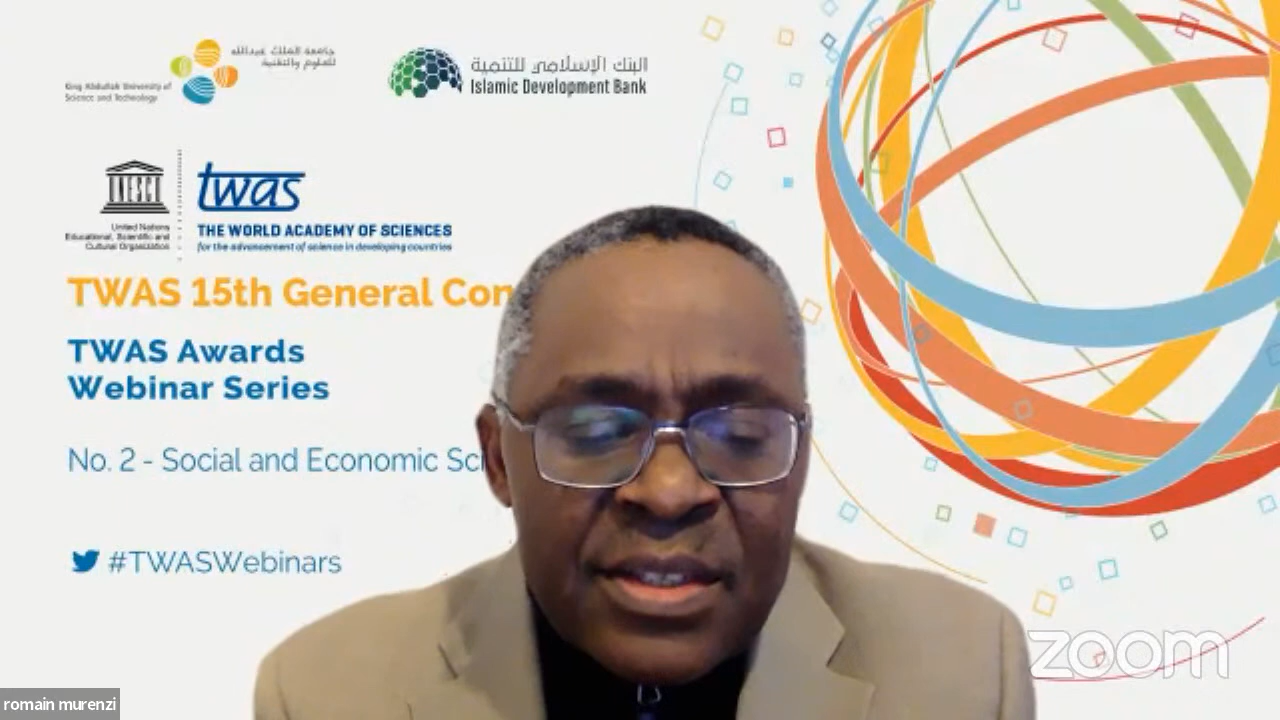 جامعة الملك عبدالله
للعلوم والتقنية
King Abdullah University of
Science and Technology
البنك الإسلامي للتنمية
Islamic Development Bank
UNESCO
United Nations
Educational, Scientific and
Cultural Organization
twas
THE WORLD ACADEMY OF SCIENCES
for the advancement of science in developing countries
TWAS 15th General Con
TWAS Awards
Webinar Series
No. 2 - Social and Economic Sci
#TWASWebinars
zoom
romain murenzi